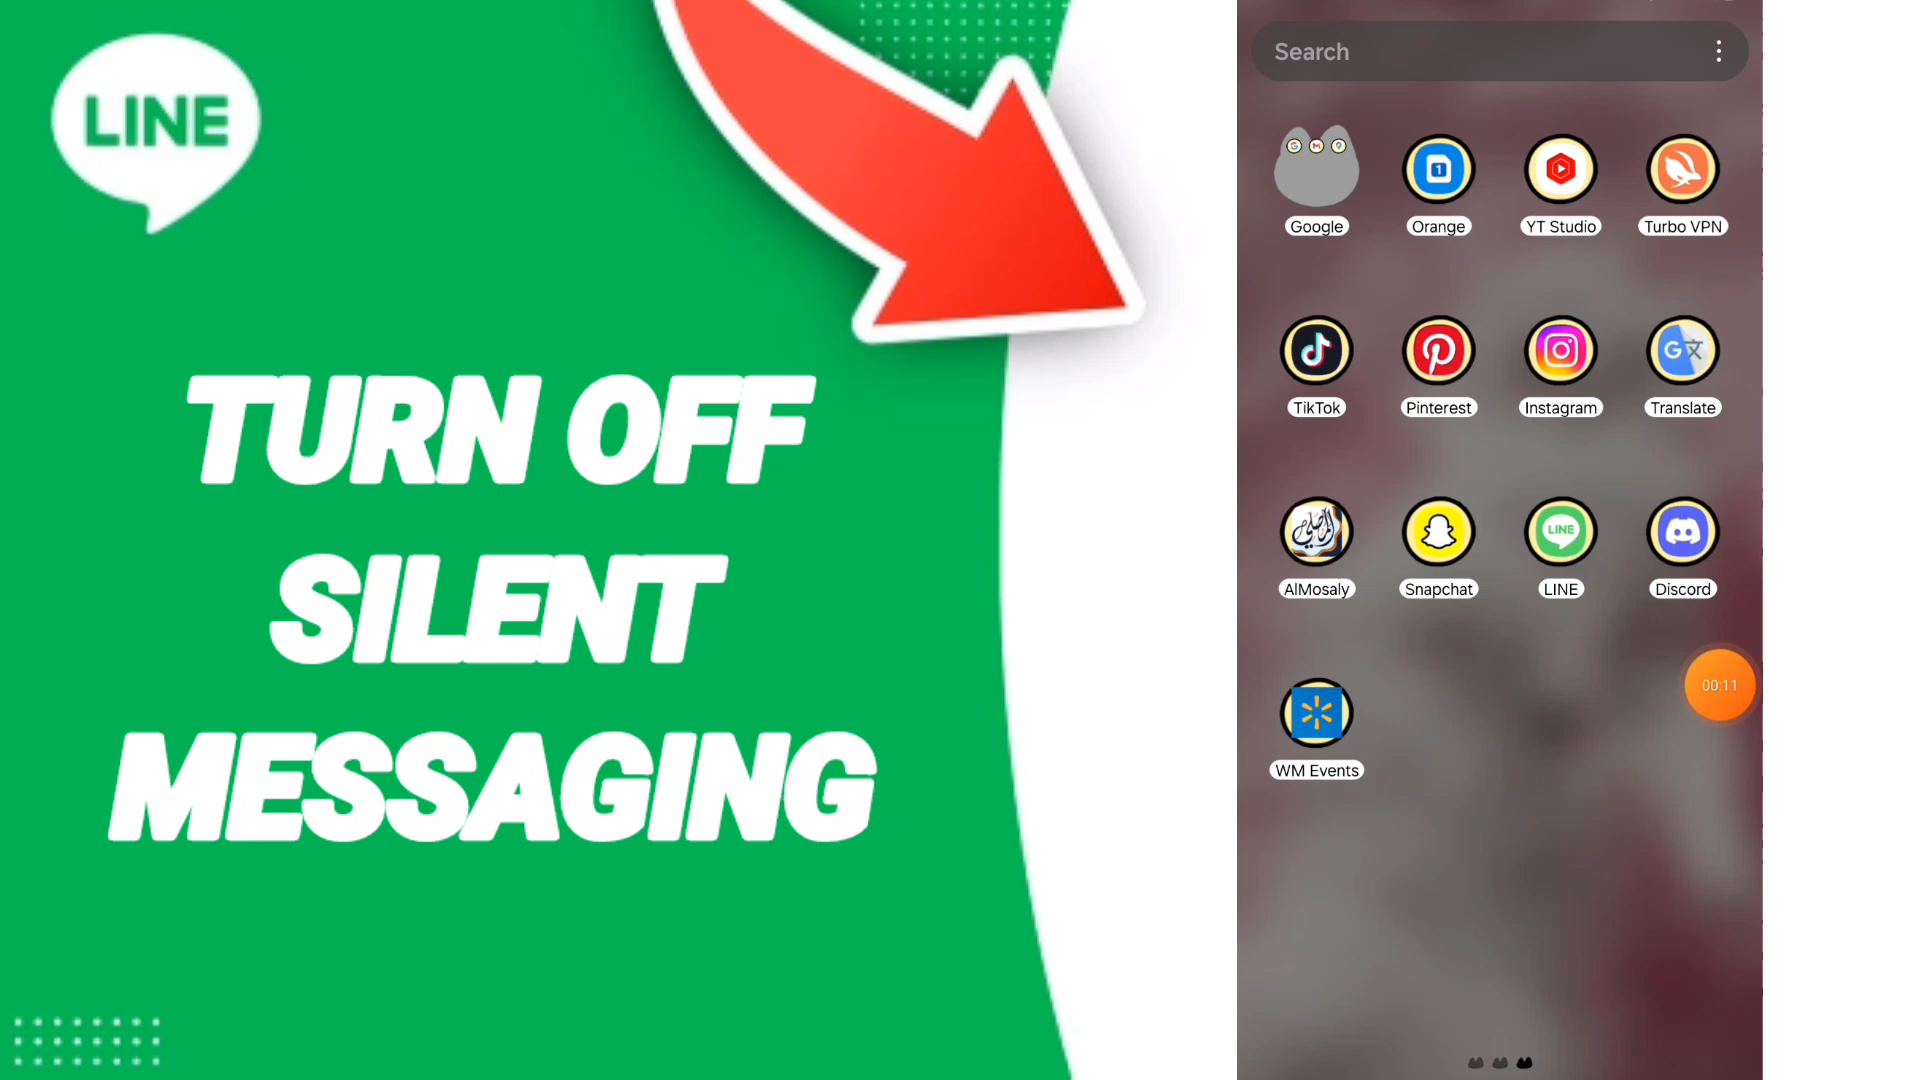 LINE
TURN OFF
SILENT
MESSAGING
Search
Google
Orange
YT Studio
Turbo VPN
TikTok
Pinterest
Instagram
Translate
AlMosaly
Snapchat
LINE
LINE
Discord
00:11
WM Events